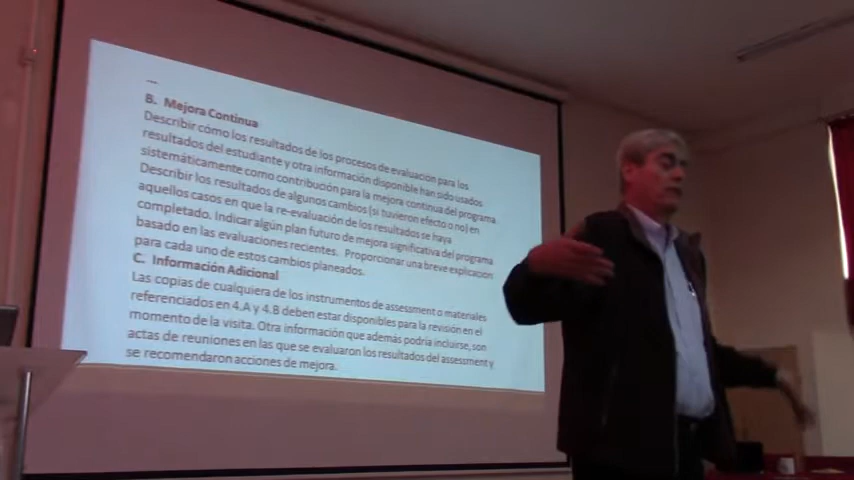 B. Mejora Continua
Describir cómo los resultados de los procesos de evaluación para los
resultados del estudiante y otra información disponible han sido usados
sistemáticamente como contribución para la mejora continua del programa.
Describir los resultados de algunos cambios (si tuvieron efecto o no) en
aquellos casos en que la re-evaluación de los resultados se haya
completado. Indicar algún plan futuro de mejora significativa del programa
basado en las evaluaciones recientes. Proporcionar una breve explicación
para cada uno de estos cambios planeados.
C. Información Adicional
Las copias de cualquiera de los instrumentos de assessment o materiales
referenciados en 4.A y 4.B deben estar disponibles para la revisión en el
momento de la visita. Otra información que además podría incluirse, son
actas de reuniones en las que se evaluaron los resultados del assessment y
se recomendaron acciones de mejora.